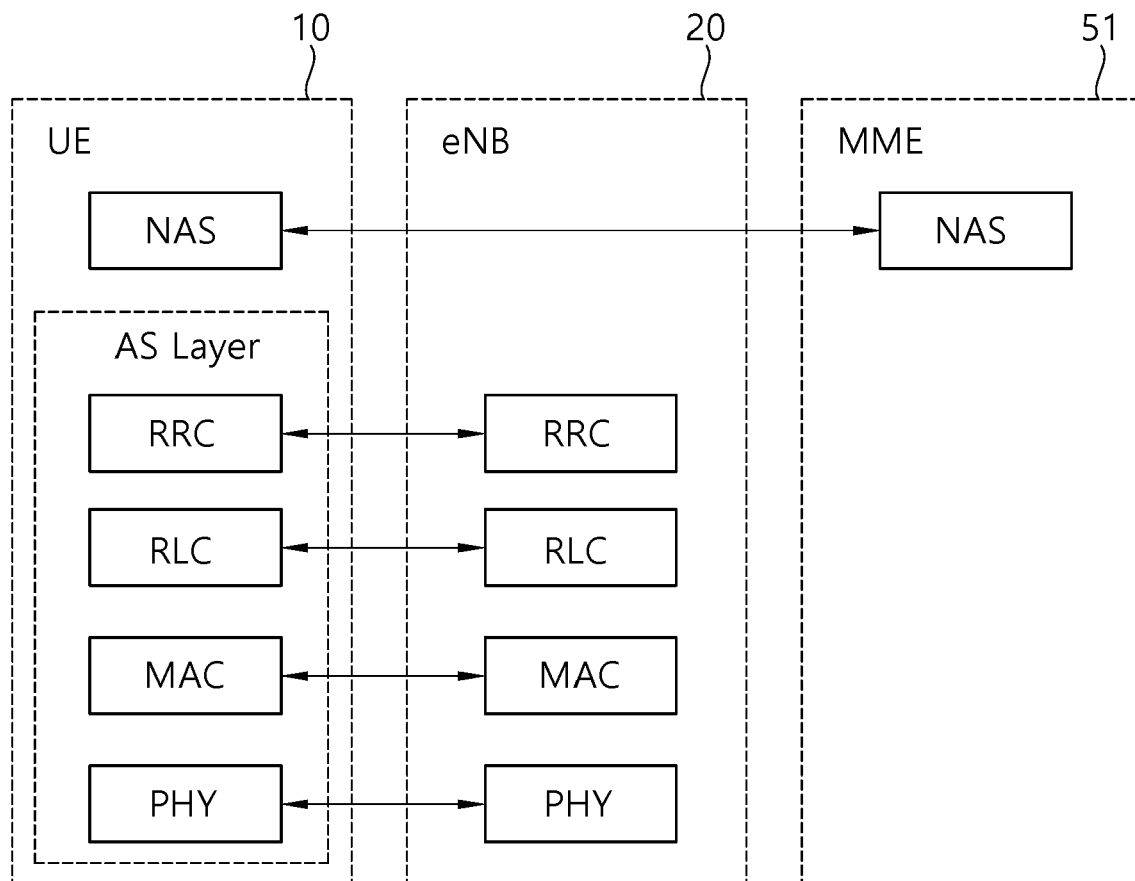 10 20 51
UE eNB MME
NAS NAS
AS Layer
RRC RRC
RLC RLC
MAC MAC
PHY PHY